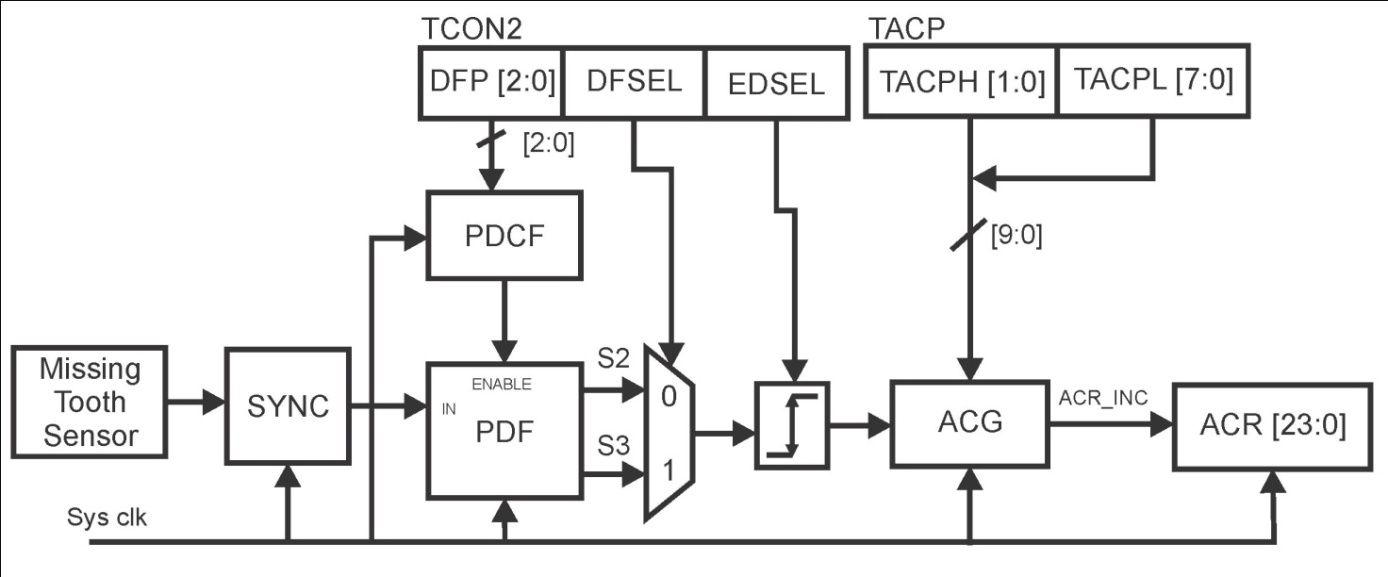 TCON2
TACP
DFP [2:0]
DFSEL
EDSEL
TACPH [1:0]
TACPL [7:0]
[2:0]
PDCF
[9:0]
Missing
Tooth
Sensor
SYNC
ENABLE
IN
PDF
S2
S3
0
1
ACG
ACR_INC
ACR [23:0]
Sys clk